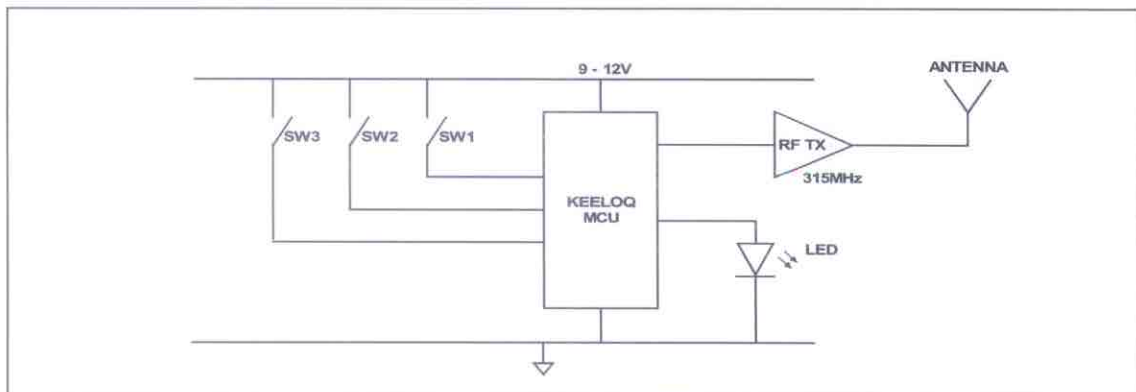 9 - 12V
ANTENNA
SW3
SW2
SW1
RF TX
315MHz
KEELOQ
MCU
LED